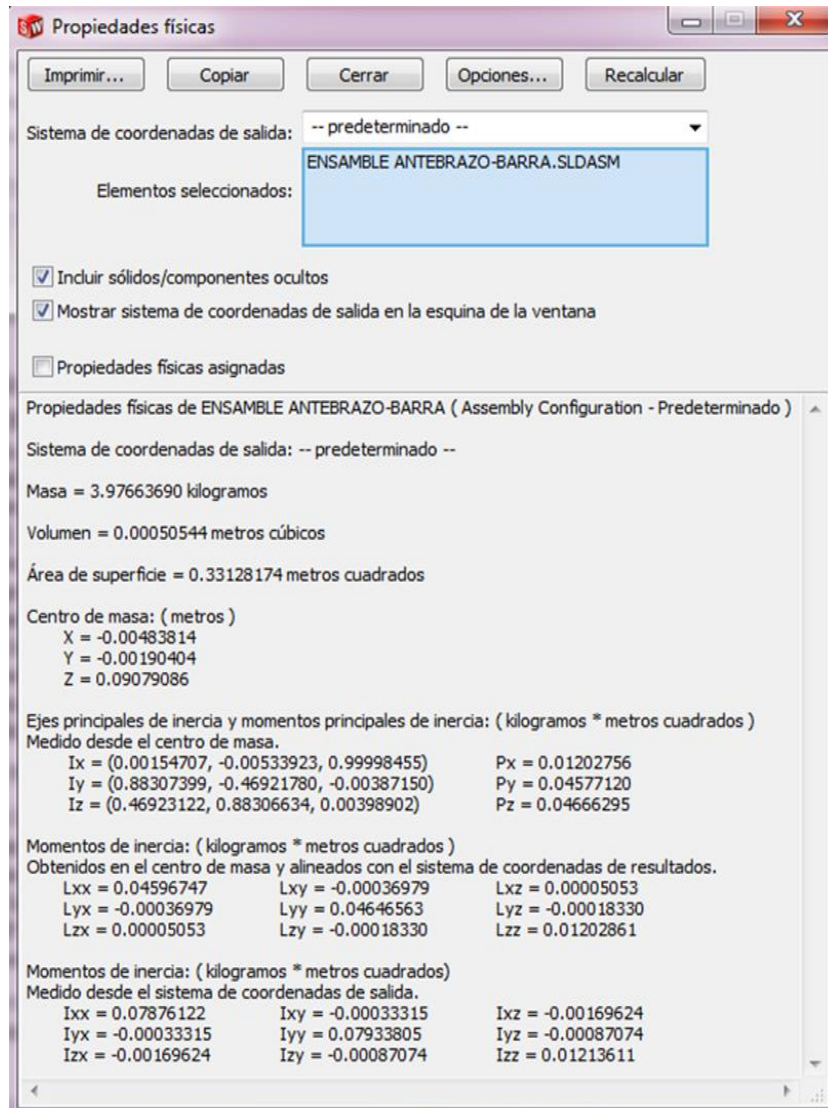 SW Propiedades físicas
Imprimir... Copiar Cerrar Opciones... Recalcular
Sistema de coordenadas de salida: -- predeterminado --
Elementos seleccionados: ENSAMBLE ANTEBRAZO-BARRA.SLDASM
Incluir sólidos/componentes ocultos
Mostrar sistema de coordenadas de salida en la esquina de la ventana
Propiedades físicas asignadas
Propiedades físicas de ENSAMBLE ANTEBRAZO-BARRA ( Assembly Configuration - Predeterminado )
Sistema de coordenadas de salida: -- predeterminado --
Masa = 3.97663690 kilogramos
Volumen = 0.00050544 metros cúbicos
Área de superficie = 0.33128174 metros cuadrados
Centro de masa: ( metros )
X = -0.00483814
Y = -0.00190404
Z = 0.09079086
Ejes principales de inercia y momentos principales de inercia: ( kilogramos * metros cuadrados )
Medido desde el centro de masa.
Ix = (0.00154707, -0.00533923, 0.99998455) Px = 0.01202756
Iy = (0.88307399, -0.46921780, -0.00387150) Py = 0.04577120
Iz = (0.46923122, 0.88306634, 0.00398902) Pz = 0.04666295
Momentos de inercia: ( kilogramos * metros cuadrados )
Obtenidos en el centro de masa y alineados con el sistema de coordenadas de resultados.
Lxx = 0.04596747 Lxy = -0.00036979 Lxz = 0.00005053
Lyx = -0.00036979 Lyy = 0.04646563 Lyz = -0.00018330
Lzx = 0.00005053 Lzy = -0.00018330 Lzz = 0.01202861
Momentos de inercia: ( kilogramos * metros cuadrados)
Medido desde el sistema de coordenadas de salida.
Ixx = 0.07876122 Ixy = -0.00033315 Ixz = -0.00169624
Iyx = -0.00033315 Iyy = 0.07933805 Iyz = -0.00087074
Izx = -0.00169624 Izy = -0.00087074 Izz = 0.01213611